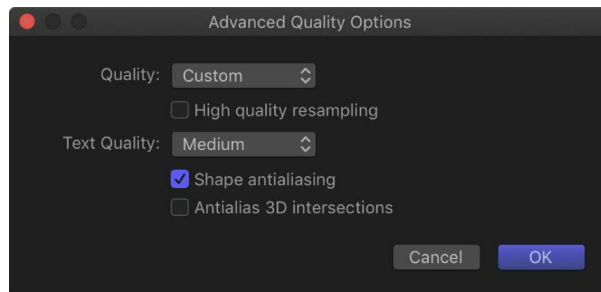 Advanced Quality Options
Quality: Custom
High quality resampling
Text Quality: Medium
Shape antialiasing
Antialias 3D intersections
Cancel OK